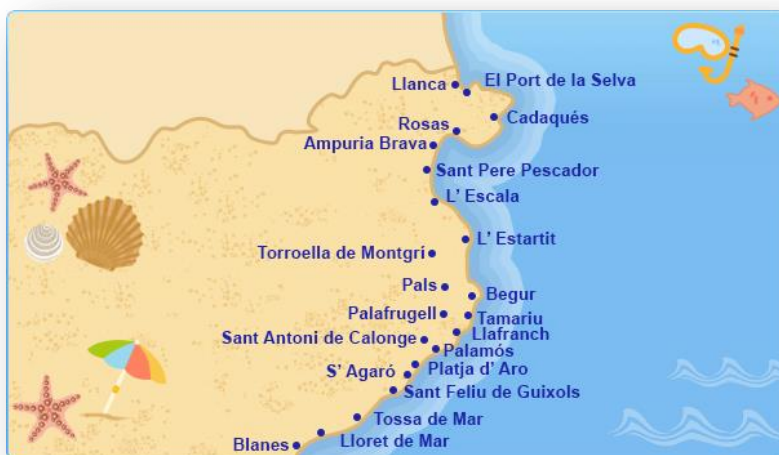 Llanca
El Port de la Selva
Cadaqués
Rosas
Ampuria Brava
Sant Pere Pescador
L' Escala
L' Estartit
Torroella de Montgrí
Pals
Begur
Palafrugell
Tamariu
Llafranch
Sant Antoni de Calonge
Palamós
Platja d' Aro
S' Agaró
Sant Feliu de Guixols
Tossa de Mar
Lloret de Mar
Blanes